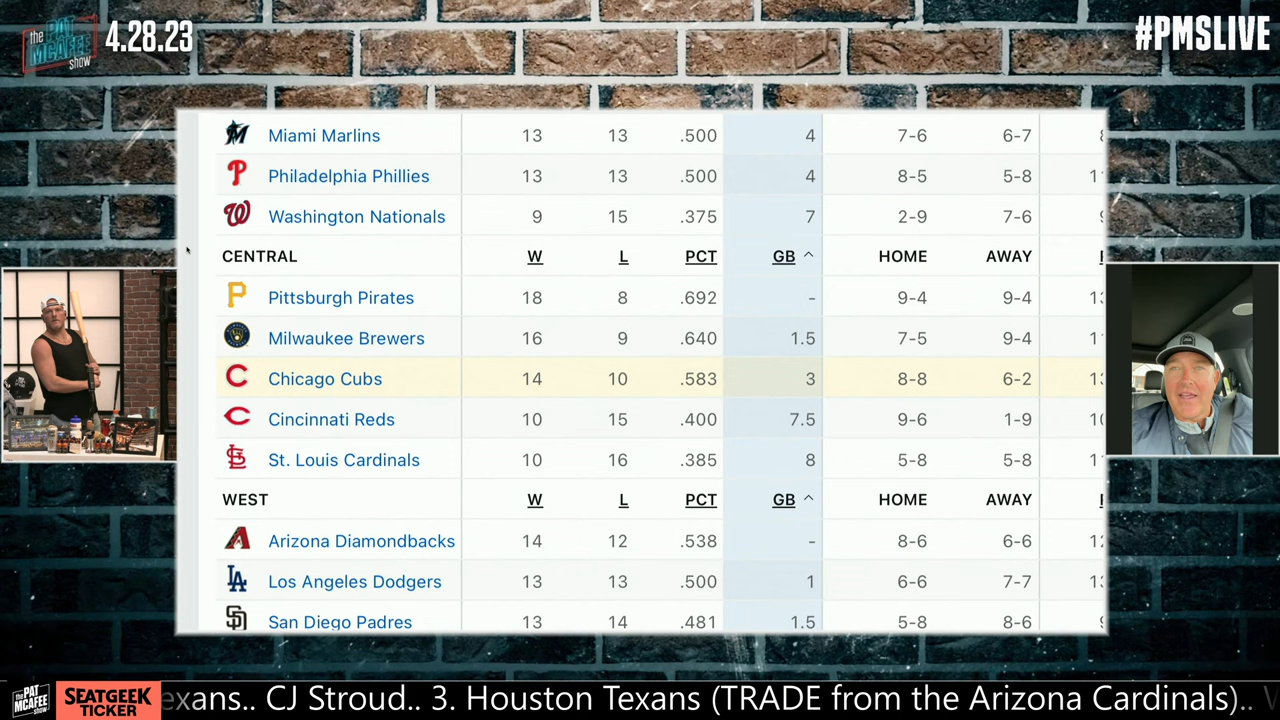 the PAT MCAFEE show 4.28.23 #PMSLIVE
Miami Marlins 13 13 .500 4 7-6 6-7
Philadelphia Phillies 13 13 .500 4 8-5 5-8
Washington Nationals 9 15 .375 7 2-9 7-6
CENTRAL W L PCT GB HOME AWAY
Pittsburgh Pirates 18 8 .692 - 9-4 9-4
Milwaukee Brewers 16 9 .640 1.5 7-5 9-4
Chicago Cubs 14 10 .583 3 8-8 6-2
Cincinnati Reds 10 15 .400 7.5 9-6 1-9
St. Louis Cardinals 10 16 .385 8 5-8 5-8
WEST W L PCT GB HOME AWAY
Arizona Diamondbacks 14 12 .538 - 8-6 6-6
Los Angeles Dodgers 13 13 .500 1 6-6 7-7
San Diego Padres 13 14 .481 1.5 5-8 8-6
the PAT MCAFEE show SEATGEEK TICKER exans.. CJ Stroud.. 3. Houston Texans (TRADE from the Arizona Cardinals)..